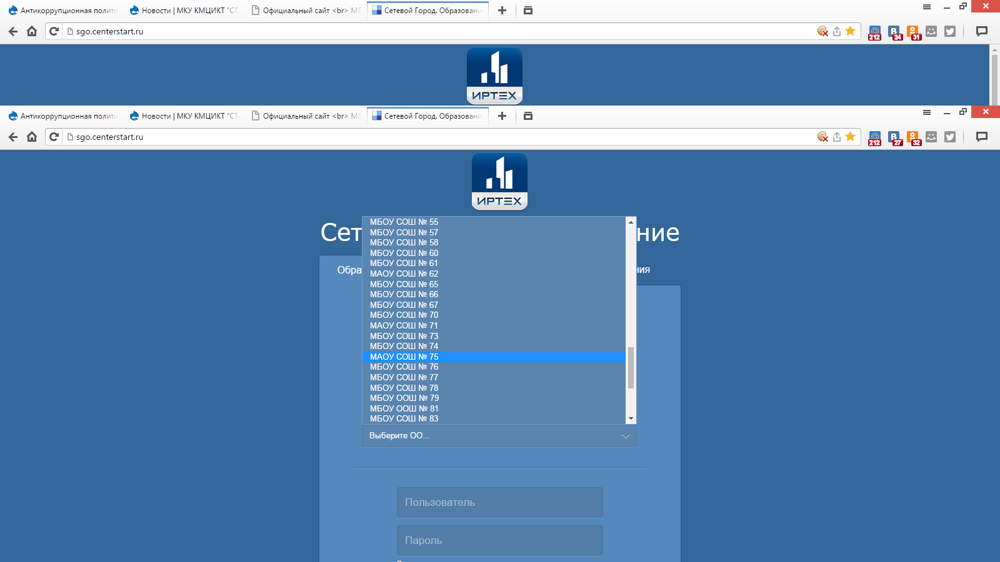 Антикоррупционная полити
Новости | МКУ КМЦИКТ "СТ
Официальный сайт <br> МБ
Сетевой Город. Образовани
sgo.centerstart.ru
212
24
31
ИРТЕХ
Антикоррупционная полити
Новости | МКУ КМЦИКТ "СТ
Официальный сайт <br> МБ
Сетевой Город. Образовани
sgo.centerstart.ru
212
27
32
ИРТЕХ
Сет ние
МБОУ СОШ № 55
МБОУ СОШ № 57
МБОУ СОШ № 58
МБОУ СОШ № 60
МБОУ СОШ № 61
Обра ния
МАОУ СОШ № 62
МБОУ СОШ № 65
МБОУ СОШ № 66
МБОУ СОШ № 67
МБОУ СОШ № 70
МАОУ СОШ № 71
МБОУ СОШ № 73
МБОУ СОШ № 74
МАОУ СОШ № 75
МБОУ СОШ № 76
МБОУ СОШ № 77
МБОУ СОШ № 78
МБОУ ООШ № 79
МБОУ ООШ № 81
МБОУ СОШ № 83
Выберите ОО...
Пользователь
Пароль